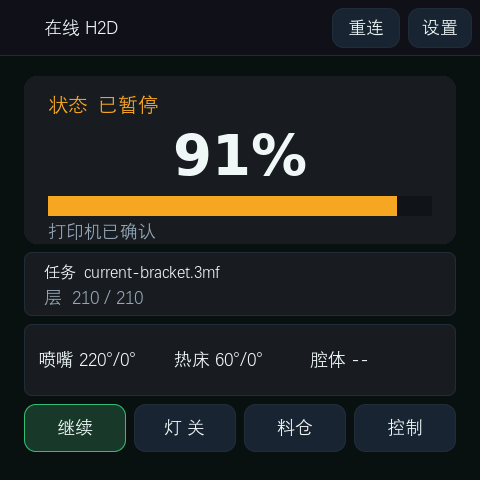 在线 H2D
重连
设置
状态 已暂停
91%
打印机已确认
任务 current-bracket.3mf
层 210 / 210
喷嘴 220°/0° 热床 60°/0° 腔体 --
继续
灯 关
料仓
控制